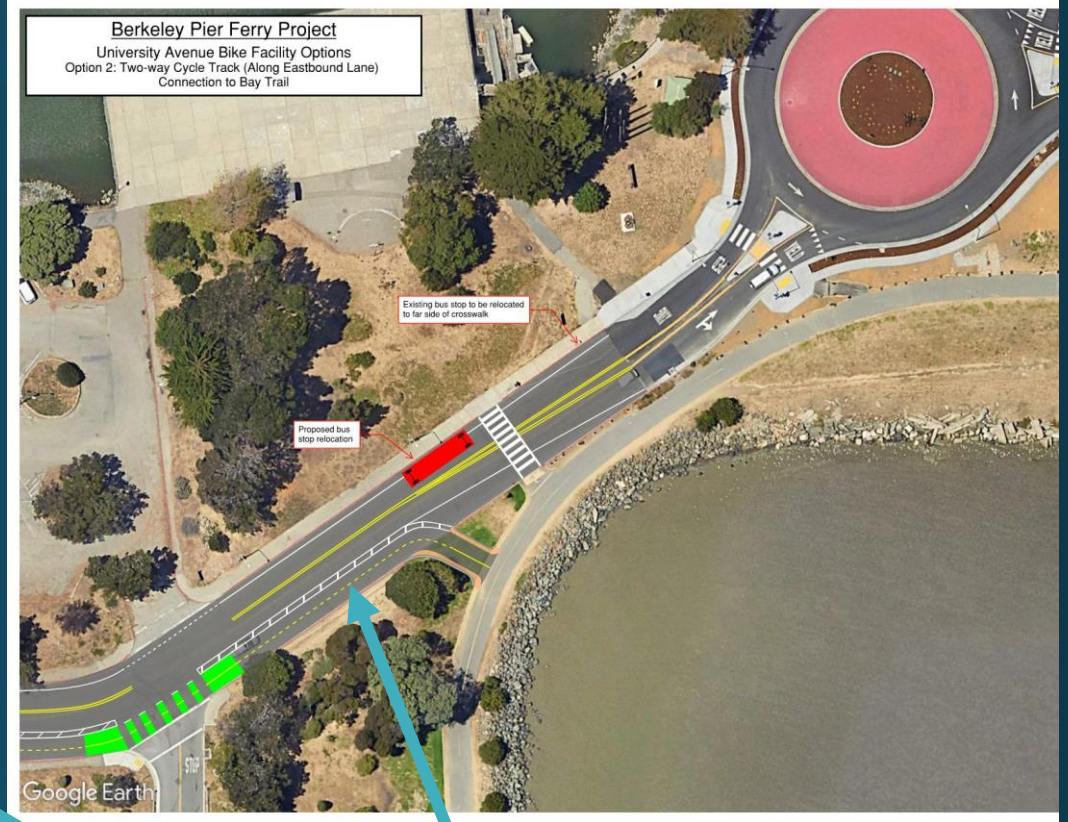 Berkeley Pier Ferry Project
University Avenue Bike Facility Options
Option 2: Two-way Cycle Track (Along Eastbound Lane)
Connection to Bay Trail
YIELD
Existing bus stop to be relocated
to far side of crosswalk
YIELD
Proposed bus
stop relocation
STOP
Google Earth